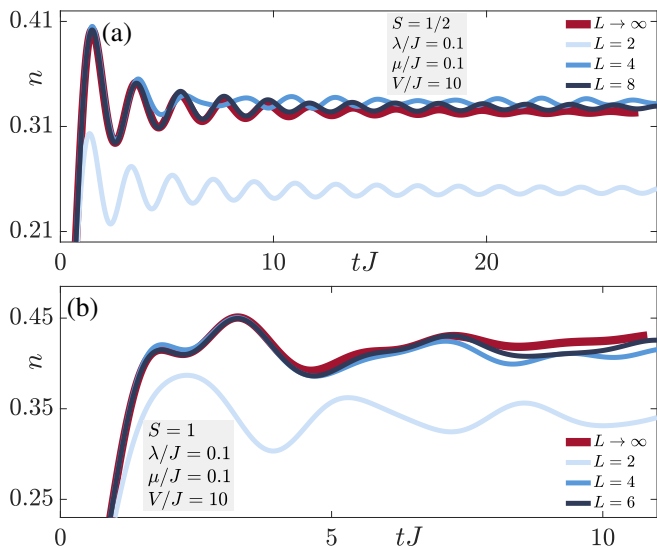 0.41
(a)
S = 1/2
λ/J = 0.1
μ/J = 0.1
V/J = 10
L → ∞
L = 2
L = 4
L = 8
n
0.31
0.21
0
10
tJ
20
(b)
0.45
n
0.35
0.25
S = 1
λ/J = 0.1
μ/J = 0.1
V/J = 10
L → ∞
L = 2
L = 4
L = 6
0
5
tJ
10